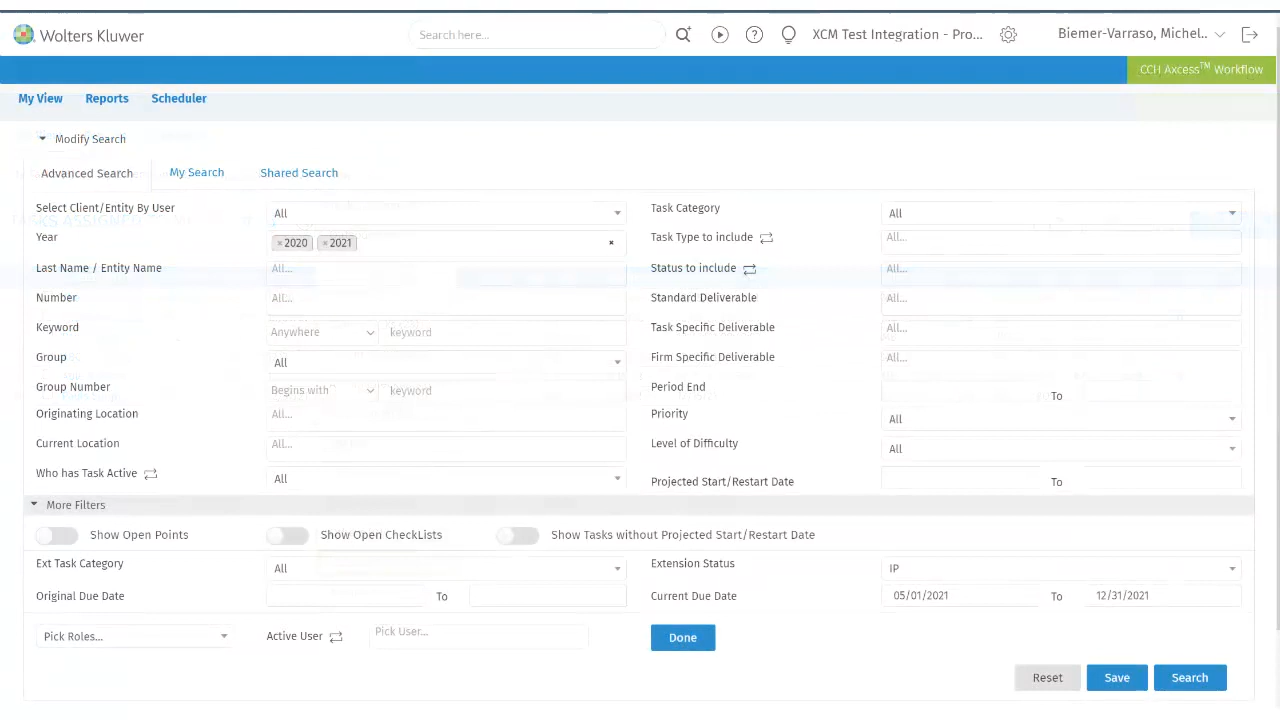 Wolters Kluwer
Search here...
XCM Test Integration - Pro...
Biemer-Varraso, Michel..
CCH Axcess™ Workflow
My View Reports Scheduler
Modify Search
Advanced Search My Search Shared Search
Select Client/Entity By User All Task Category All
Year ×2020 ×2021 × Task Type to include All...
Last Name / Entity Name All... Status to include All...
Number All... Standard Deliverable All...
Keyword Anywhere keyword Task Specific Deliverable All...
Group All Firm Specific Deliverable All...
Group Number Begins with keyword Period End To
Originating Location All... Priority All
Current Location All... Level of Difficulty All
Who has Task Active All Projected Start/Restart Date To
More Filters
Show Open Points Show Open CheckLists Show Tasks without Projected Start/Restart Date
Ext Task Category All Extension Status IP
Original Due Date To Current Due Date 05/01/2021 To 12/31/2021
Pick Roles... Active User Pick User... Done
Reset Save Search